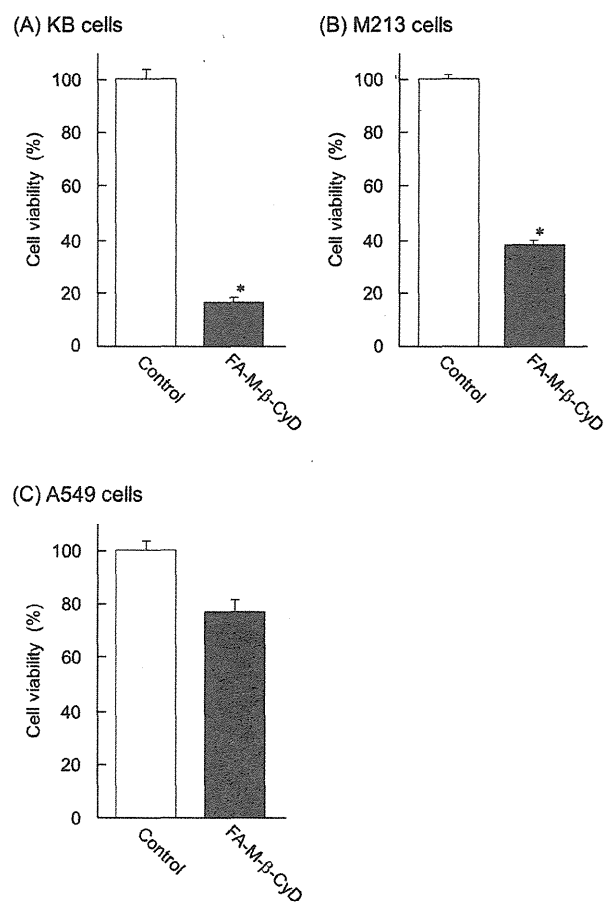 (A) KB cells
Cell viability (%)
100
80
60
40
20
0
*
Control
FA-M-β-CyD
(B) M213 cells
Cell viability (%)
100
80
60
40
20
0
*
Control
FA-M-β-CyD
(C) A549 cells
Cell viability (%)
100
80
60
40
20
0
Control
FA-M-β-CyD